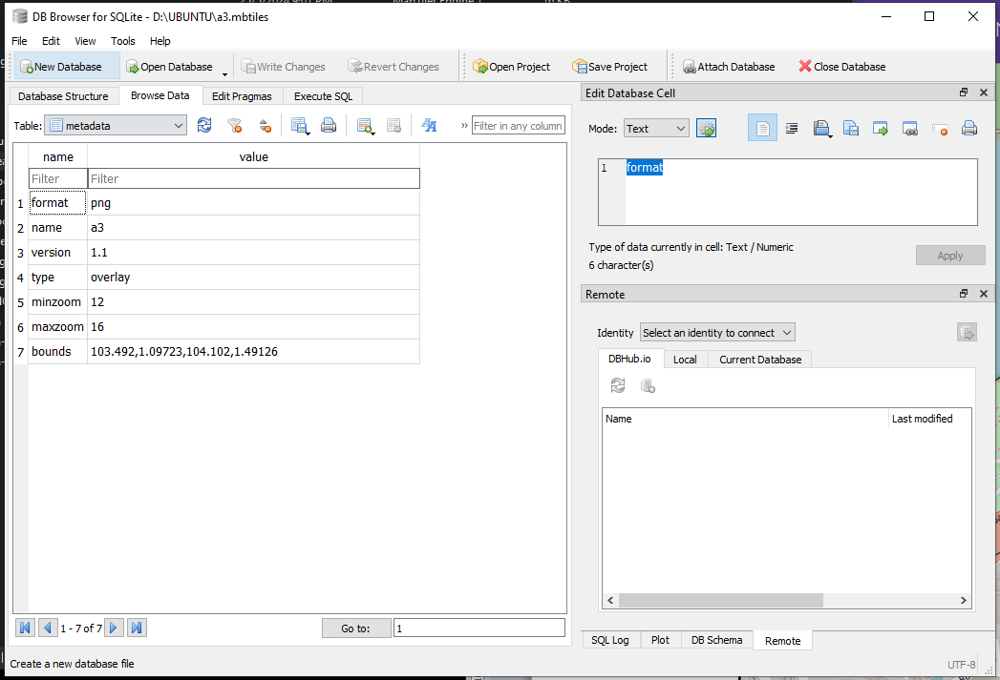 DB Browser for SQLite - D:\UBUNTU\a3.mbtiles
File Edit View Tools Help
New Database Open Database Write Changes Revert Changes Open Project Save Project Attach Database Close Database
Database Structure Browse Data Edit Pragmas Execute SQL
Table: metadata » Filter in any column
name value
Filter Filter
1 format png
2 name a3
3 version 1.1
4 type overlay
5 minzoom 12
6 maxzoom 16
7 bounds 103.492,1.09723,104.102,1.49126
1 - 7 of 7 Go to: 1
Create a new database file
Edit Database Cell
Mode: Text
1 format
Type of data currently in cell: Text / Numeric
6 character(s)
Apply
Remote
Identity Select an identity to connect
DBHub.io Local Current Database
Name Last modified
SQL Log Plot DB Schema Remote
UTF-8